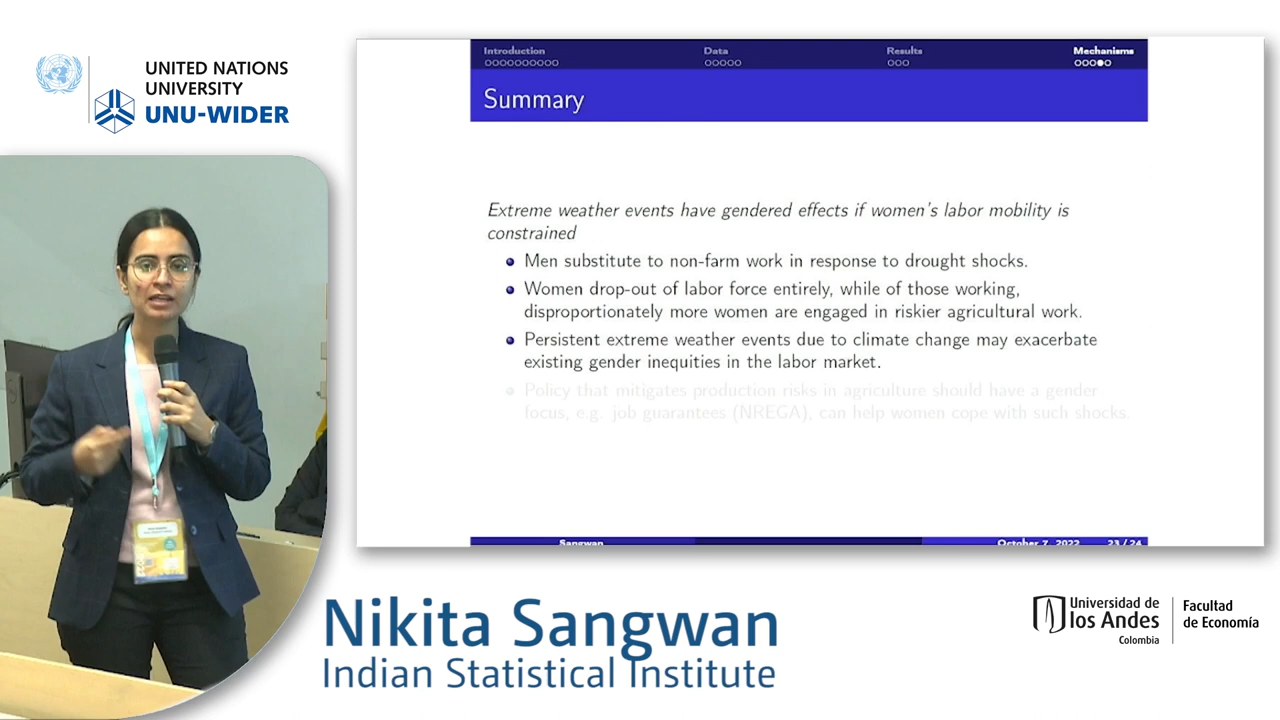 UNITED NATIONS
UNIVERSITY
UNU-WIDER
Introduction
Data
Results
Mechanisms
Summary
Extreme weather events have gendered effects if women's labor mobility is
constrained
Men substitute to non-farm work in response to drought shocks.
Women drop-out of labor force entirely, while of those working,
disproportionately more women are engaged in riskier agricultural work.
Persistent extreme weather events due to climate change may exacerbate
existing gender inequities in the labor market.
Policy that mitigates production risks in agriculture should have a gender
focus, e.g. job guarantees (NREGA), can help women cope with such shocks.
Sangwan
October 7, 2022
23 / 24
Nikita Sangwan
Indian Statistical Institute
Universidad de
los Andes
Colombia
Facultad
de Economía